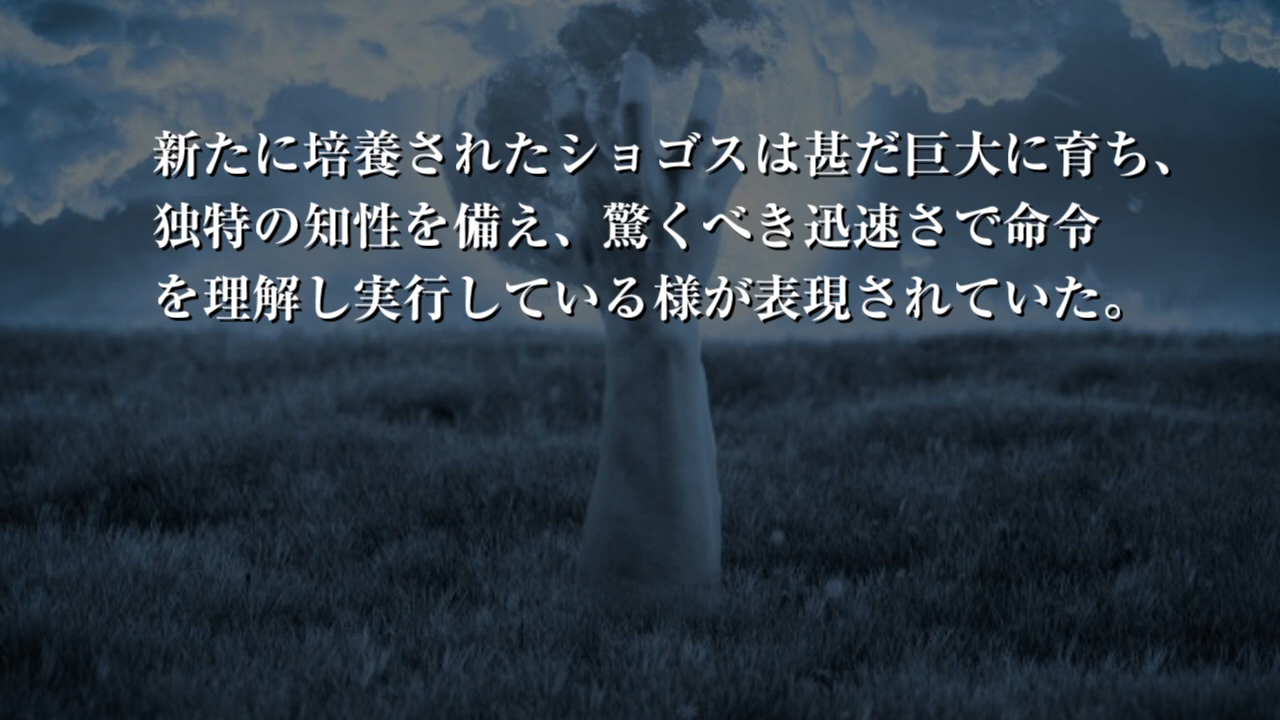 新たに培養されたショゴスは甚だ巨大に育ち、
独特の知性を備え、驚くべき迅速さで命令
を理解し実行している様が表現されていた。